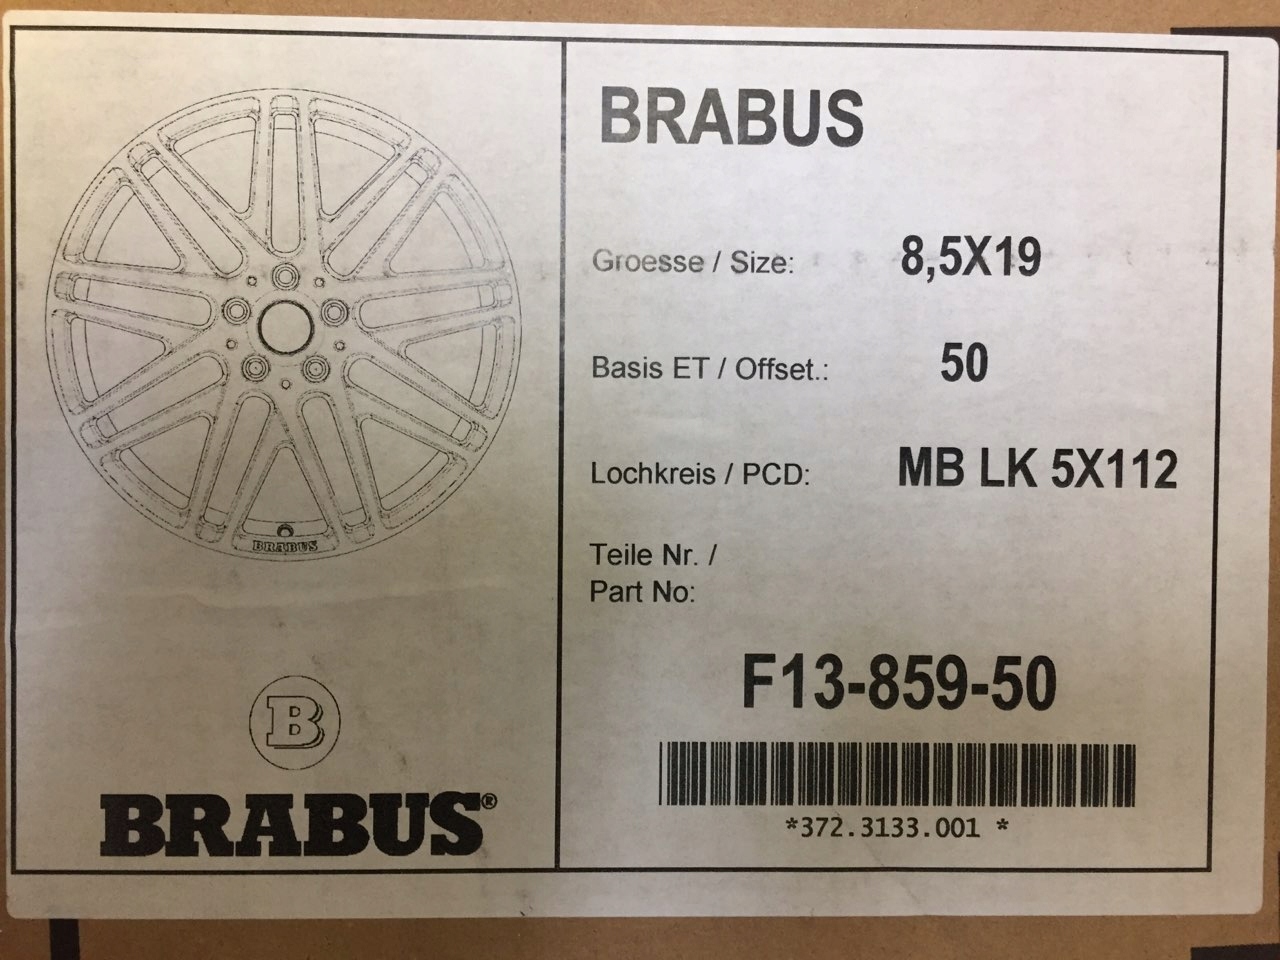 BRABUS
B
BRABUS®
BRABUS
Groesse / Size: 8,5X19
Basis ET / Offset.: 50
Lochkreis / PCD: MB LK 5X112
Teile Nr. /
Part No:
F13-859-50
*372.3133.001 *